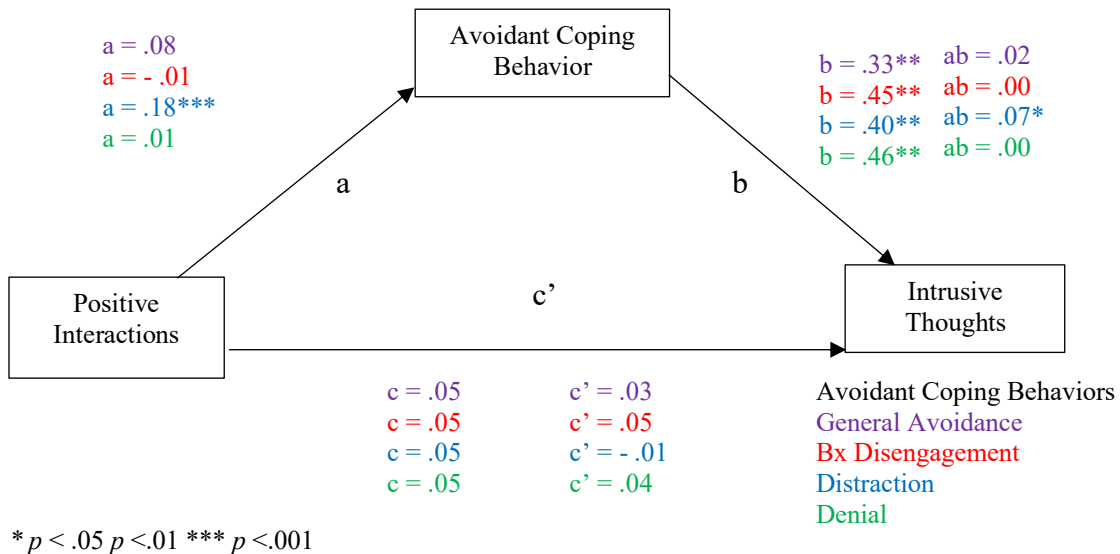 Avoidant Coping
Behavior
a = .08
a = - .01
a = .18***
a = .01
b = .33**
b = .45**
b = .40**
b = .46**
ab = .02
ab = .00
ab = .07*
ab = .00
a
b
Positive
Interactions
c’
Intrusive
Thoughts
c = .05
c = .05
c = .05
c = .05
c’ = .03
c’ = .05
c’ = - .01
c’ = .04
Avoidant Coping Behaviors
General Avoidance
Bx Disengagement
Distraction
Denial
* p < .05 p <.01 *** p <.001